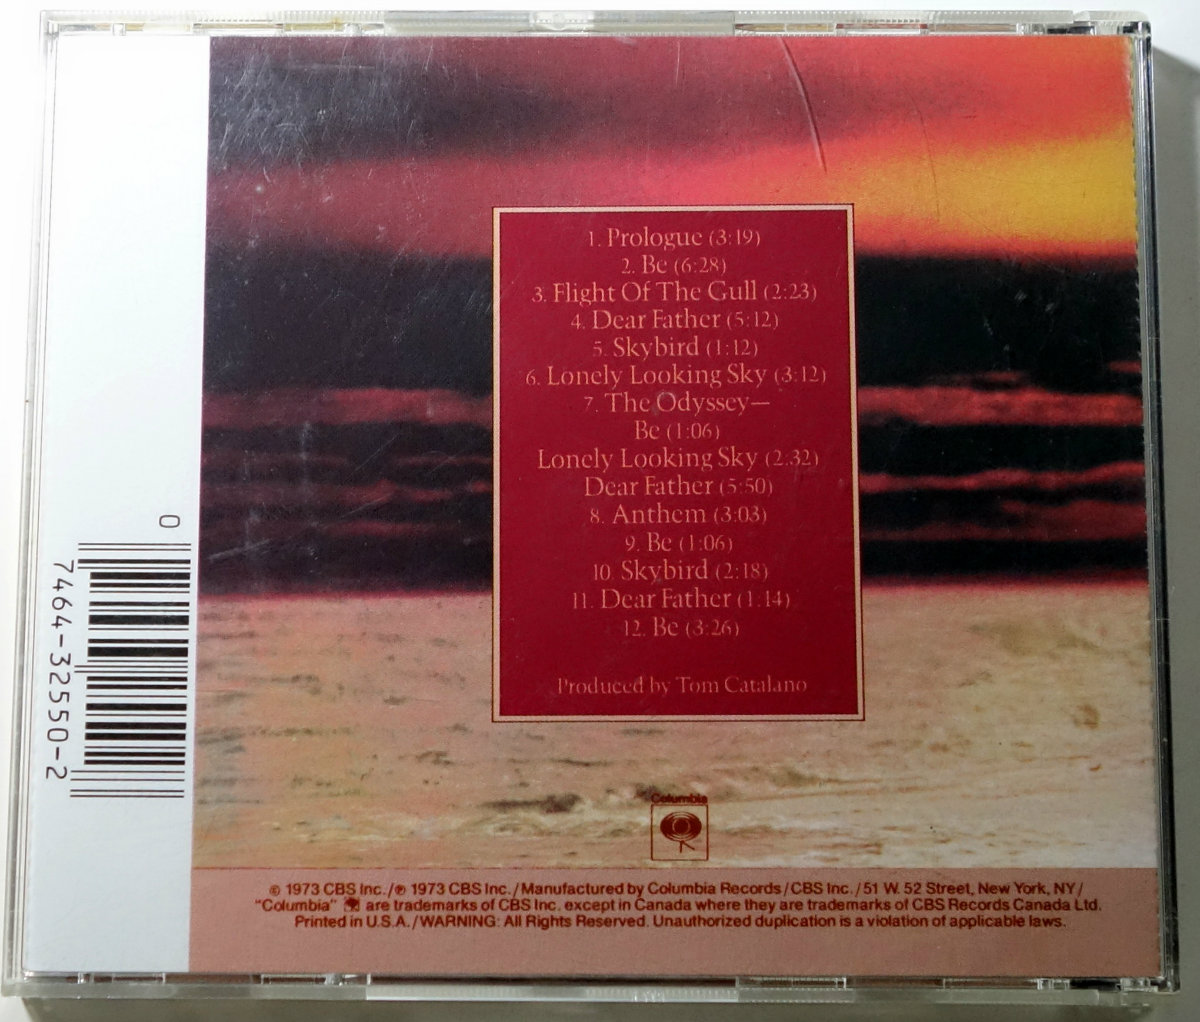 1. Prologue (3:19)
2. Be (6:28)
3. Flight Of The Gull (2:23)
4. Dear Father (5:12)
5. Skybird (1:12)
6. Lonely Looking Sky (3:12)
7. The Odyssey—
Be (1:06)
Lonely Looking Sky (2:32)
Dear Father (5:50)
8. Anthem (3:03)
9. Be (1:06)
10. Skybird (2:18)
11. Dear Father (1:14)
12. Be (3:26)
Produced by Tom Catalano
0
7464-32550-2
Columbia
© 1973 CBS Inc./℗ 1973 CBS Inc./Manufactured by Columbia Records/CBS Inc./51 W. 52 Street, New York, NY/
“Columbia” are trademarks of CBS Inc. except in Canada where they are trademarks of CBS Records Canada Ltd.
Printed in U.S.A./WARNING: All Rights Reserved. Unauthorized duplication is a violation of applicable laws.